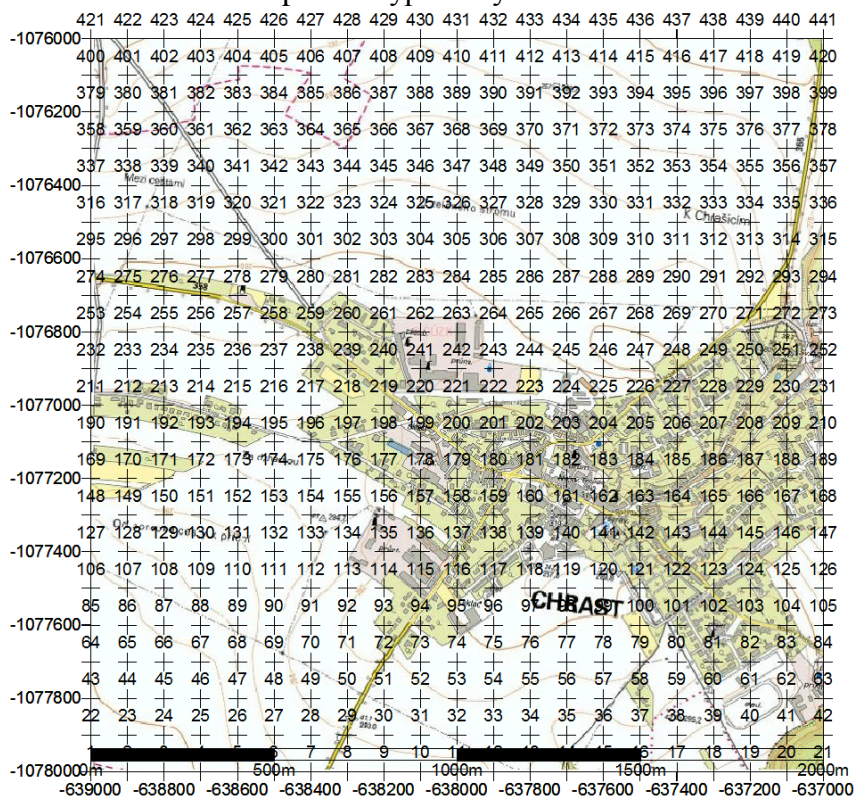 421 422 423 424 425 426 427 428 429 430 431 432 433 434 435 436 437 438 439 440 441
-1076000
400 401 402 403 404 405 406 407 408 409 410 411 412 413 414 415 416 417 418 419 420
379 380 381 382 383 384 385 386 387 388 389 390 391 392 393 394 395 396 397 398 399
-1076200
358 359 360 361 362 363 364 365 366 367 368 369 370 371 372 373 374 375 376 377 378
355
337 338 339 340 341 342 343 344 345 346 347 348 349 350 351 352 353 354 355 356 357
Mezi cestami
-1076400
316 317 318 319 320 321 322 323 324 325 326 327 328 329 330 331 332 333 334 335 336
K Chrašicím
295 296 297 298 299 300 301 302 303 304 305 306 307 308 309 310 311 312 313 314 315
-1076600
274 275 276 277 278 279 280 281 282 283 284 285 286 287 288 289 290 291 292 293 294
358
253 254 255 256 257 258 259 260 261 262 263 264 265 266 267 268 269 270 271 272 273
-1076800
232 233 234 235 236 237 238 239 240 241 242 243 244 245 246 247 248 249 250 251 252
211 212 213 214 215 216 217 218 219 220 221 222 223 224 225 226 227 228 229 230 231
-1077000
190 191 192 193 194 195 196 197 198 199 200 201 202 203 204 205 206 207 208 209 210
169 170 171 172 173 174 175 176 177 178 179 180 181 182 183 184 185 186 187 188 189
-1077200
148 149 150 151 152 153 154 155 156 157 158 159 160 161 162 163 164 165 166 167 168
127 128 129 130 131 132 133 134 135 136 137 138 139 140 141 142 143 144 145 146 147
-1077400
106 107 108 109 110 111 112 113 114 115 116 117 118 119 120 121 122 123 124 125 126
85 86 87 88 89 90 91 92 93 94 95 96 97 98 99 100 101 102 103 104 105
CHRAST
-1077600
64 65 66 67 68 69 70 71 72 73 74 75 76 77 78 79 80 81 82 83 84
43 44 45 46 47 48 49 50 51 52 53 54 55 56 57 58 59 60 61 62 63
-1077800
22 23 24 25 26 27 28 29 30 31 32 33 34 35 36 37 38 39 40 41 42
7 8 9 10 17 18 19 20 21
-1078000
0m 500m 1000m 1500m 2000m
-639000 -638800 -638600 -638400 -638200 -638000 -637800 -637600 -637400 -637200 -637000